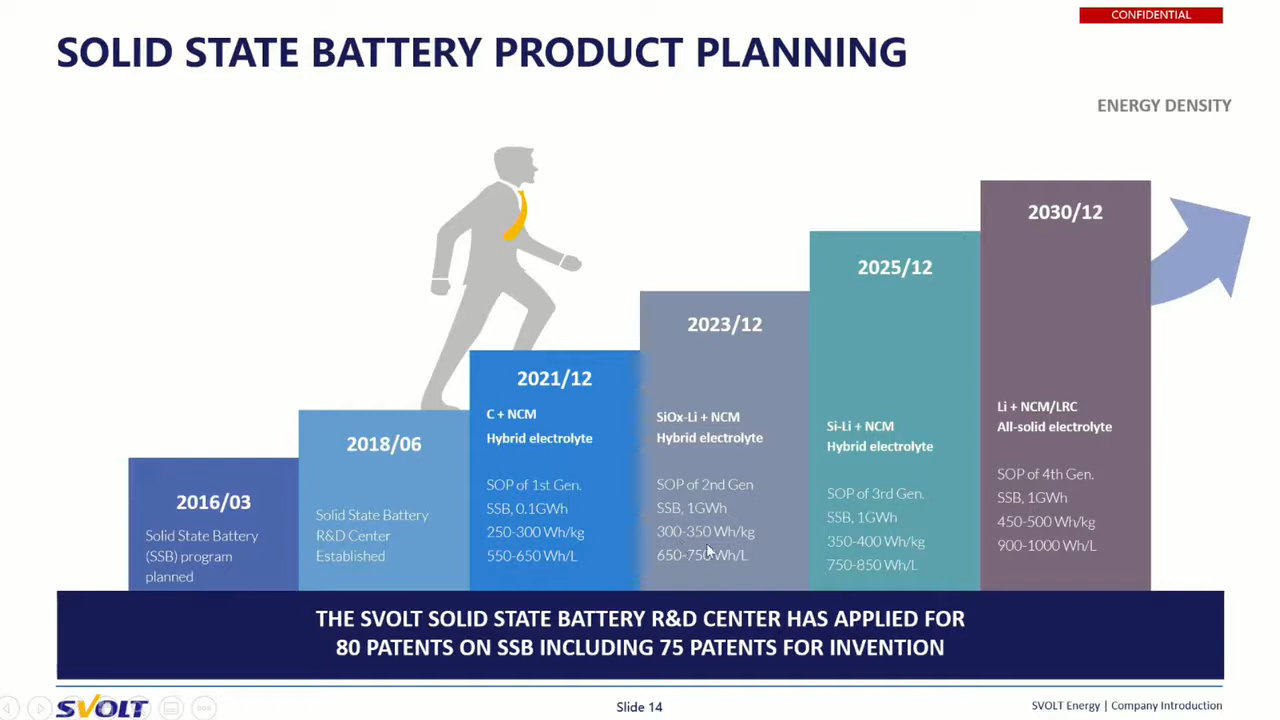 CONFIDENTIAL
SOLID STATE BATTERY PRODUCT PLANNING
ENERGY DENSITY
2016/03
Solid State Battery
(SSB) program
planned
2018/06
Solid State Battery
R&D Center
Established
2021/12
C + NCM
Hybrid electrolyte
SOP of 1st Gen.
SSB, 0.1GWh
250-300 Wh/kg
550-650 Wh/L
2023/12
SiOx-Li + NCM
Hybrid electrolyte
SOP of 2nd Gen
SSB, 1GWh
300-350 Wh/kg
650-750 Wh/L
2025/12
Si-Li + NCM
Hybrid electrolyte
SOP of 3rd Gen.
SSB, 1GWh
350-400 Wh/kg
750-850 Wh/L
2030/12
Li + NCM/LRC
All-solid electrolyte
SOP of 4th Gen.
SSB, 1GWh
450-500 Wh/kg
900-1000 Wh/L
THE SVOLT SOLID STATE BATTERY R&D CENTER HAS APPLIED FOR
80 PATENTS ON SSB INCLUDING 75 PATENTS FOR INVENTION
SVOLT
Slide 14
SVOLT Energy | Company Introduction